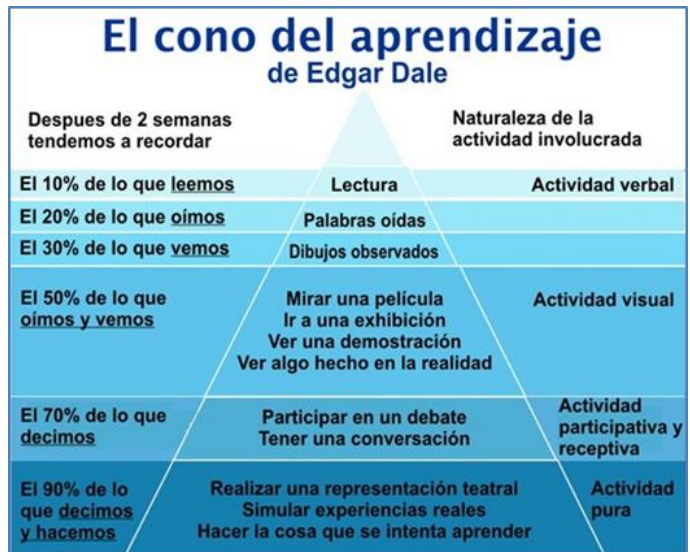 El cono del aprendizaje
de Edgar Dale
Despues de 2 semanas
tendemos a recordar
Naturaleza de la
actividad involucrada
El 10% de lo que leemos
Lectura
Actividad verbal
El 20% de lo que oímos
Palabras oídas
El 30% de lo que vemos
Dibujos observados
El 50% de lo que
oímos y vemos
Mirar una película
Ir a una exhibición
Ver una demostración
Ver algo hecho en la realidad
Actividad visual
El 70% de lo que
decimos
Participar en un debate
Tener una conversación
Actividad
participativa y
receptiva
El 90% de lo
que decimos
y hacemos
Realizar una representación teatral
Simular experiencias reales
Hacer la cosa que se intenta aprender
Actividad
pura